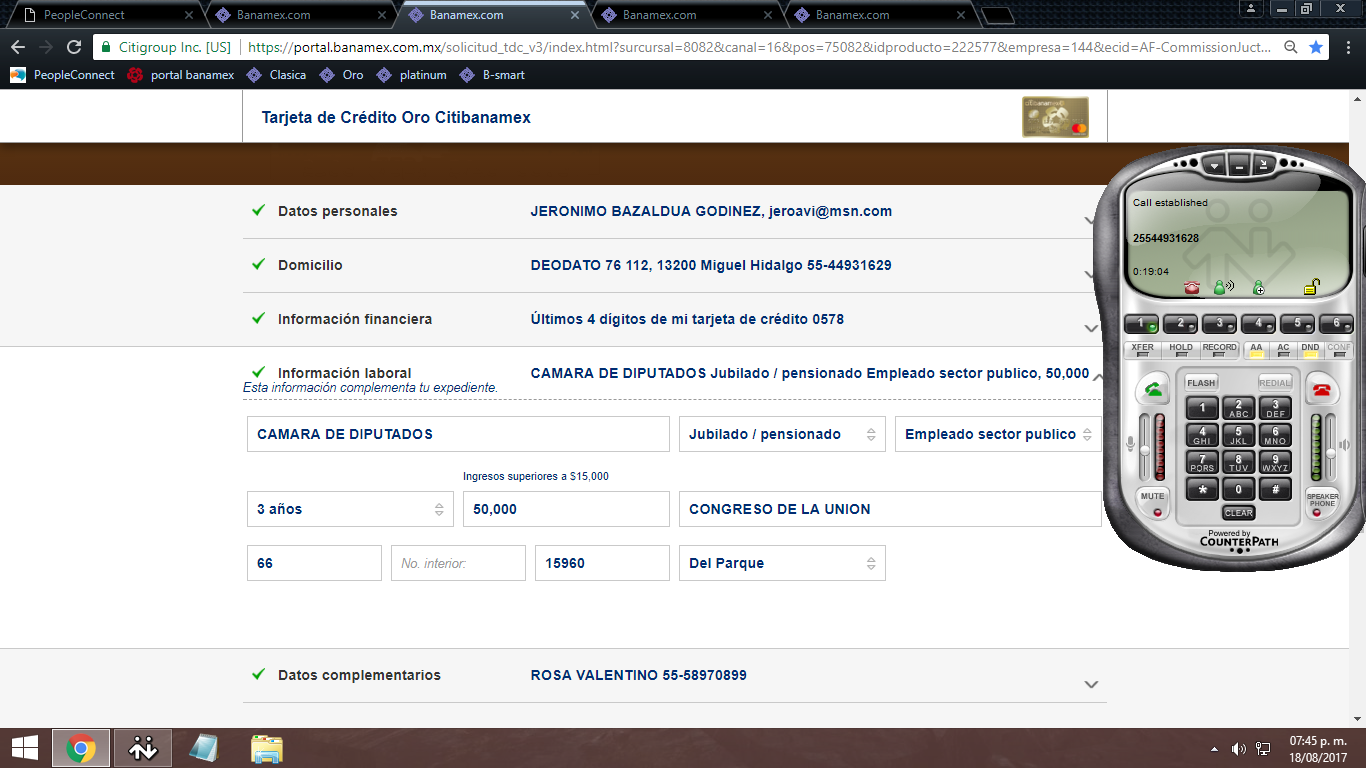 PeopleConnect
Banamex.com
Banamex.com
Banamex.com
Banamex.com
Citigroup Inc. [US]
https://portal.banamex.com.mx/solicitud_tdc_v3/index.html?surcursal=8082&canal=16&pos=75082&idproducto=222577&empresa=144&ecid=AF-CommissionJuct...
PeopleConnect
portal banamex
Clasica
Oro
platinum
B-smart
Tarjeta de Crédito Oro Citibanamex
Datos personales
JERONIMO BAZALDUA GODINEZ, jeroavi@msn.com
Domicilio
DEODATO 76 112, 13200 Miguel Hidalgo 55-44931629
Información financiera
Últimos 4 dígitos de mi tarjeta de crédito 0578
Información laboral
CAMARA DE DIPUTADOS Jubilado / pensionado Empleado sector publico, 50,000
Esta información complementa tu expediente.
CAMARA DE DIPUTADOS
Jubilado / pensionado
Empleado sector publico
Ingresos superiores a $15,000
3 años
50,000
CONGRESO DE LA UNION
66
No. interior:
15960
Del Parque
Datos complementarios
ROSA VALENTINO 55-58970899
Call established
25544931628
0:19:04
1 2 3 4 5 6
XFER HOLD RECORD AA AC DND CONF
FLASH
REDIAL
1 2 ABC 3 DEF
4 GHI 5 JKL 6 MNO
7 PQRS 8 TUV 9 WXYZ
* 0 #
MUTE
SPEAKER PHONE
CLEAR
Powered by
COUNTERPATH
07:45 p. m.
18/08/2017